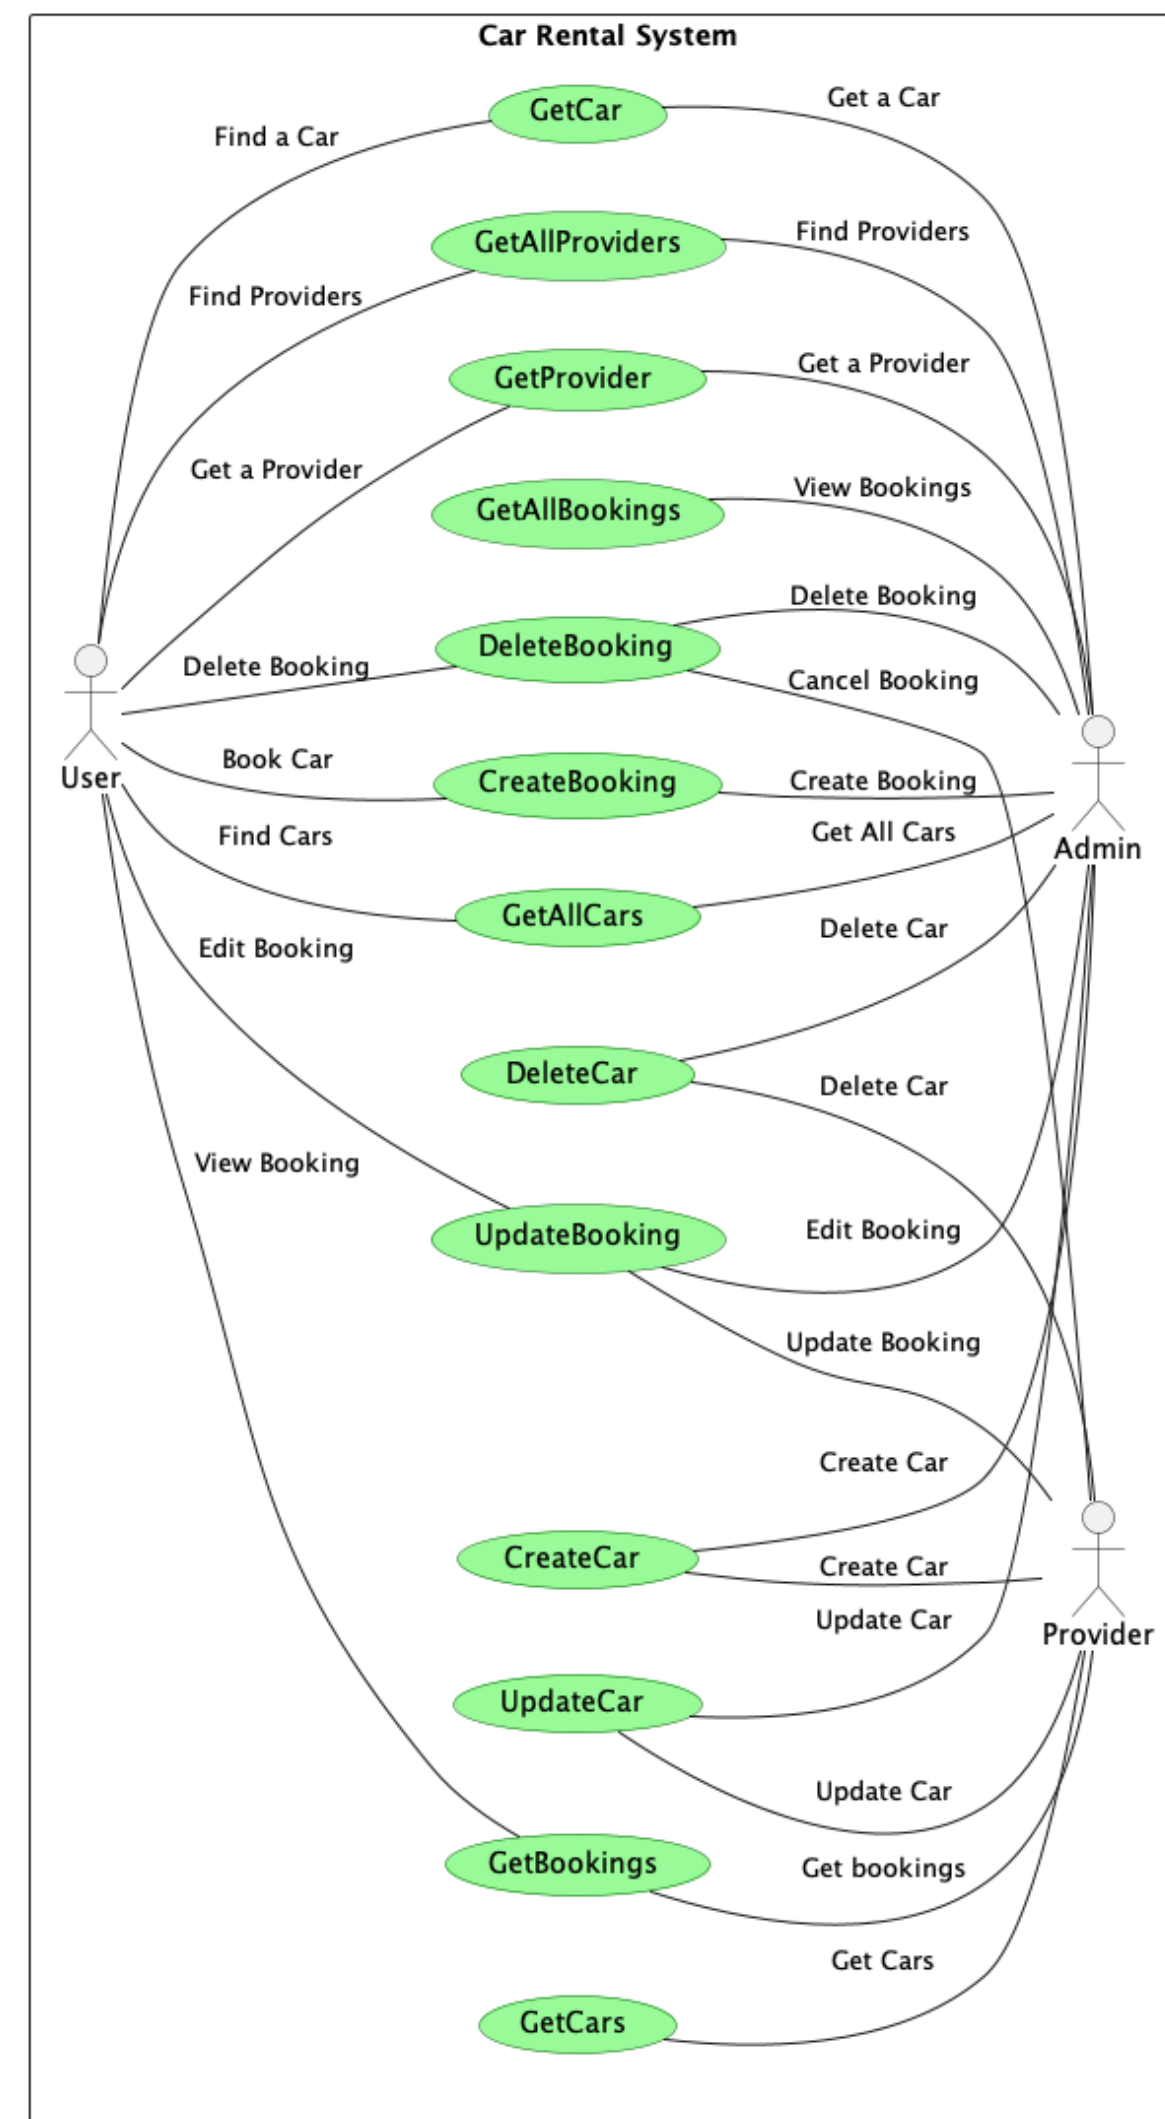 Car Rental System
GetCar
Get a Car
Find a Car
GetAllProviders
Find Providers
Find Providers
GetProvider
Get a Provider
Get a Provider
GetAllBookings
View Bookings
Delete Booking
DeleteBooking
Delete Booking
Cancel Booking
User
Book Car
CreateBooking
Create Booking
Find Cars
Get All Cars
Admin
GetAllCars
Edit Booking
Delete Car
DeleteCar
Delete Car
View Booking
UpdateBooking
Edit Booking
Update Booking
Create Car
CreateCar
Create Car
Update Car
Provider
UpdateCar
Update Car
GetBookings
Get bookings
Get Cars
GetCars